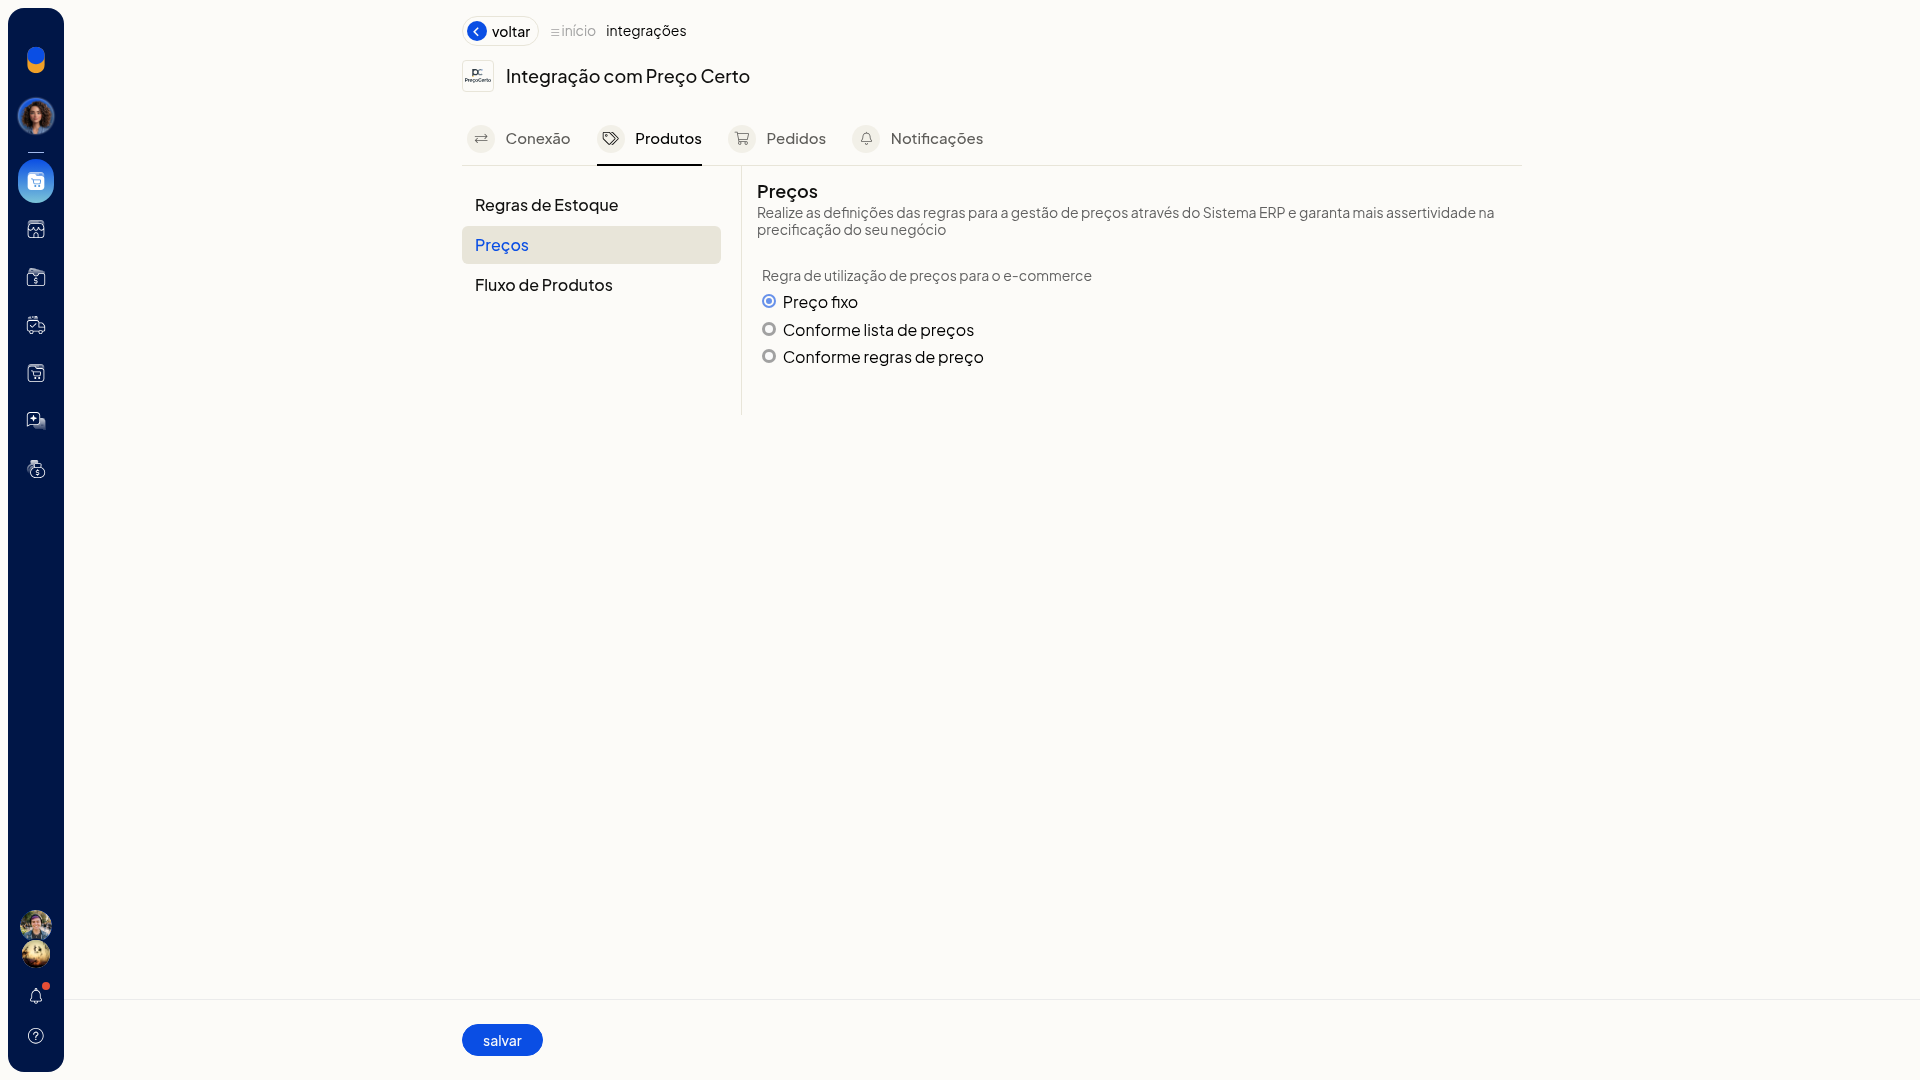 voltar
início
integrações
pc
PreçoCerto
Integração com Preço Certo
Conexão
Produtos
Pedidos
Notificações
Regras de Estoque
Preços
Fluxo de Produtos
Preços
Realize as definições das regras para a gestão de preços através do Sistema ERP e garanta mais assertividade na
precificação do seu negócio
Regra de utilização de preços para o e-commerce
Preço fixo
Conforme lista de preços
Conforme regras de preço
salvar